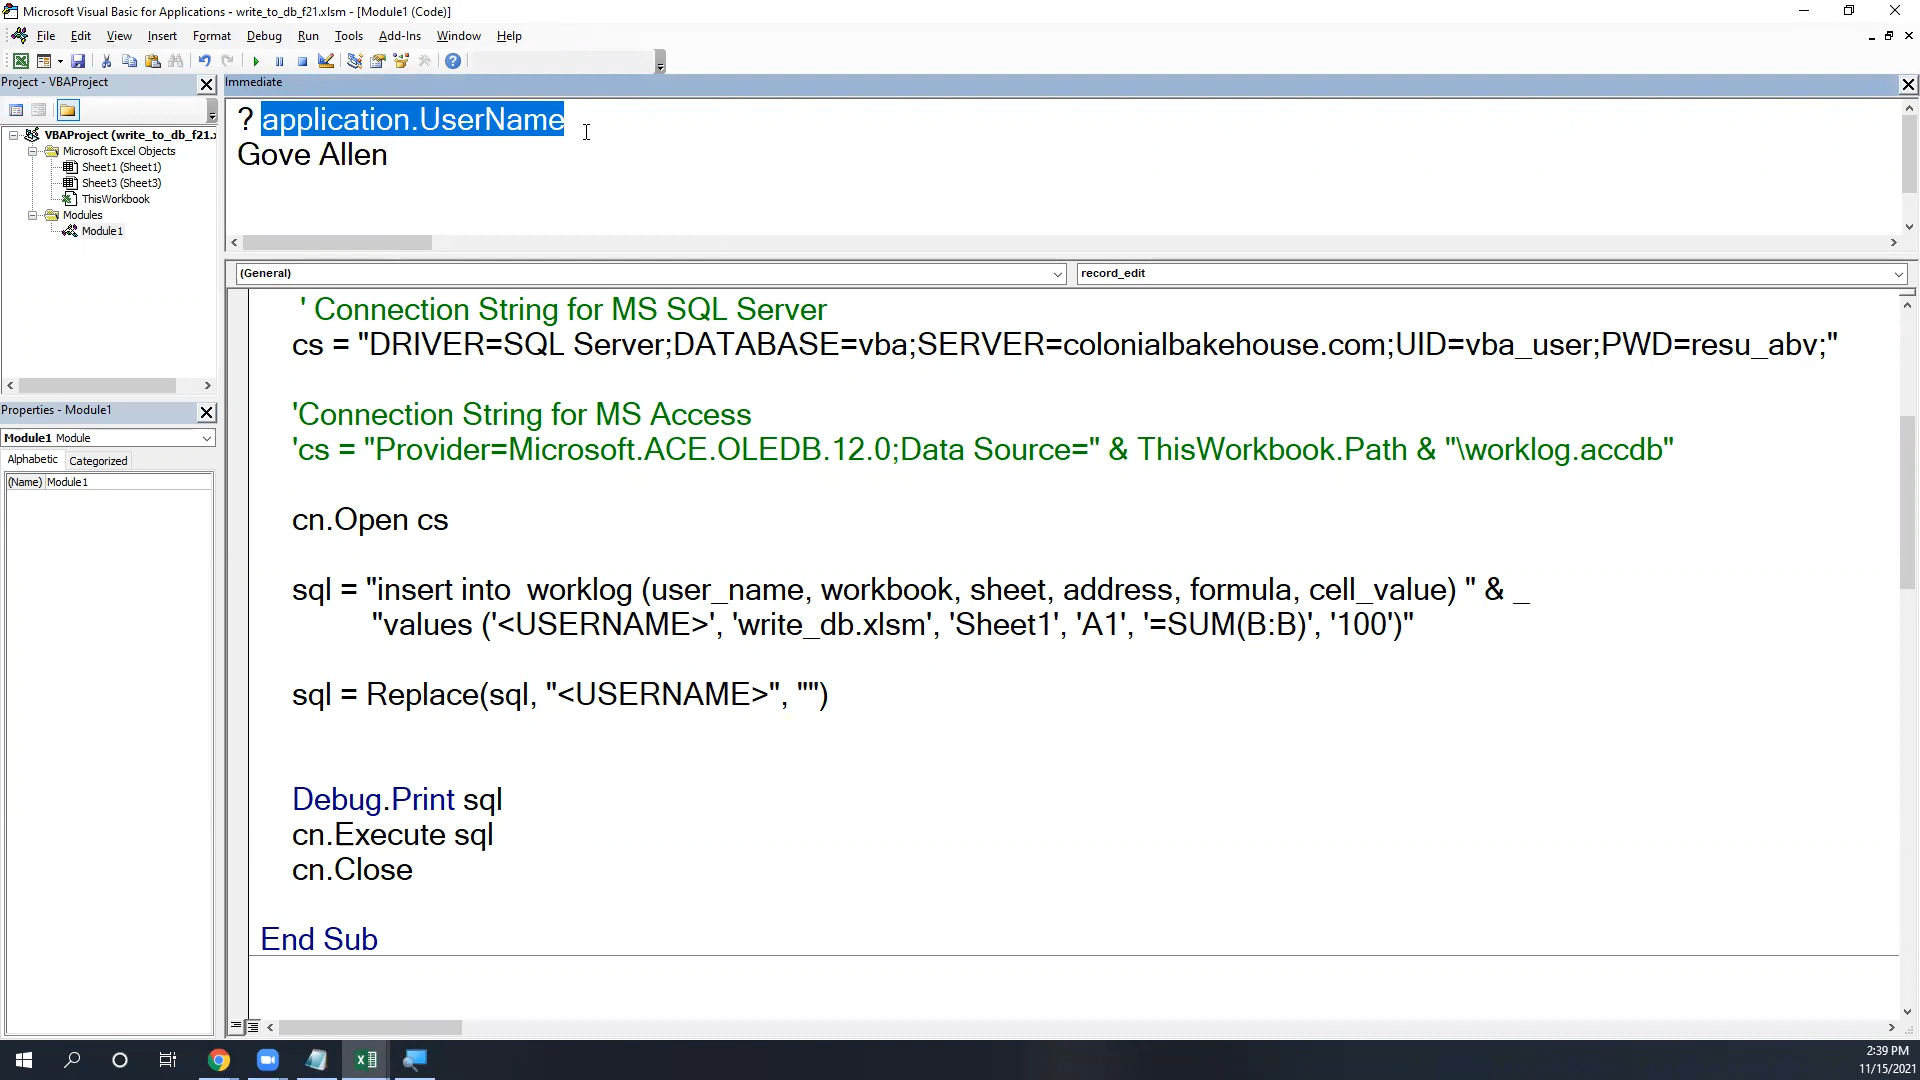 Microsoft Visual Basic for Applications - write_to_db_f21.xlsm - [Module1 (Code)]
File Edit View Insert Format Debug Run Tools Add-Ins Window Help
Project - VBAProject
VBAProject (write_to_db_f21.x
Microsoft Excel Objects
Sheet1 (Sheet1)
Sheet3 (Sheet3)
ThisWorkbook
Modules
Module1
Properties - Module1
Module1 Module
Alphabetic Categorized
(Name) Module1
Immediate
? application.UserName
Gove Allen
(General) record_edit
' Connection String for MS SQL Server
cs = "DRIVER=SQL Server;DATABASE=vba;SERVER=colonialbakehouse.com;UID=vba_user;PWD=resu_abv;"
'Connection String for MS Access
'cs = "Provider=Microsoft.ACE.OLEDB.12.0;Data Source=" & ThisWorkbook.Path & "\worklog.accdb"
cn.Open cs
sql = "insert into  worklog (user_name, workbook, sheet, address, formula, cell_value) " & _
"values ('<USERNAME>', 'write_db.xlsm', 'Sheet1', 'A1', '=SUM(B:B)', '100')"
sql = Replace(sql, "<USERNAME>", "")
Debug.Print sql
cn.Execute sql
cn.Close
End Sub
2:39 PM
11/15/2021